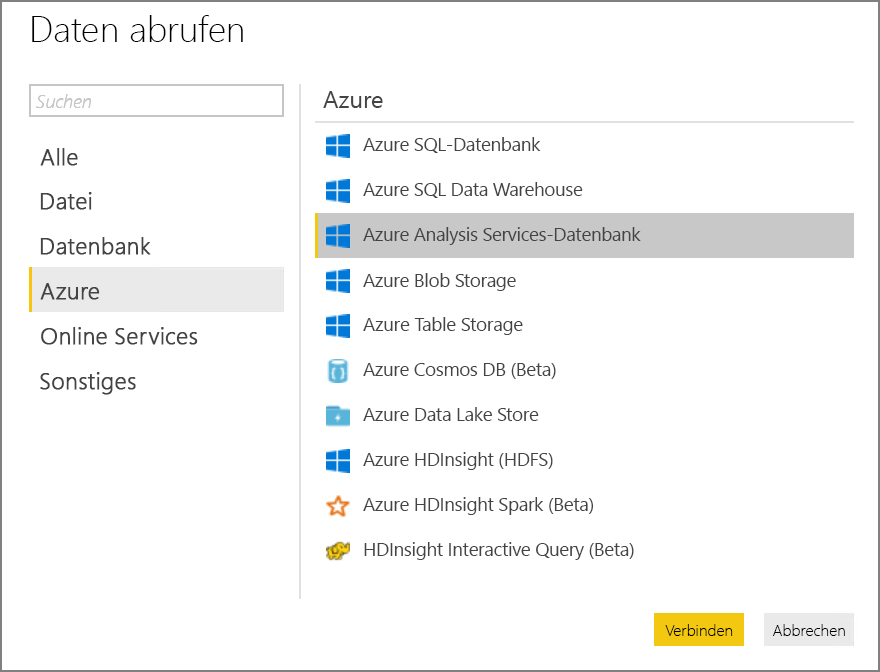 Daten abrufen
Suchen
Alle
Datei
Datenbank
Azure
Online Services
Sonstiges
Azure
Azure SQL-Datenbank
Azure SQL Data Warehouse
Azure Analysis Services-Datenbank
Azure Blob Storage
Azure Table Storage
Azure Cosmos DB (Beta)
Azure Data Lake Store
Azure HDInsight (HDFS)
Azure HDInsight Spark (Beta)
HDInsight Interactive Query (Beta)
Verbinden
Abbrechen